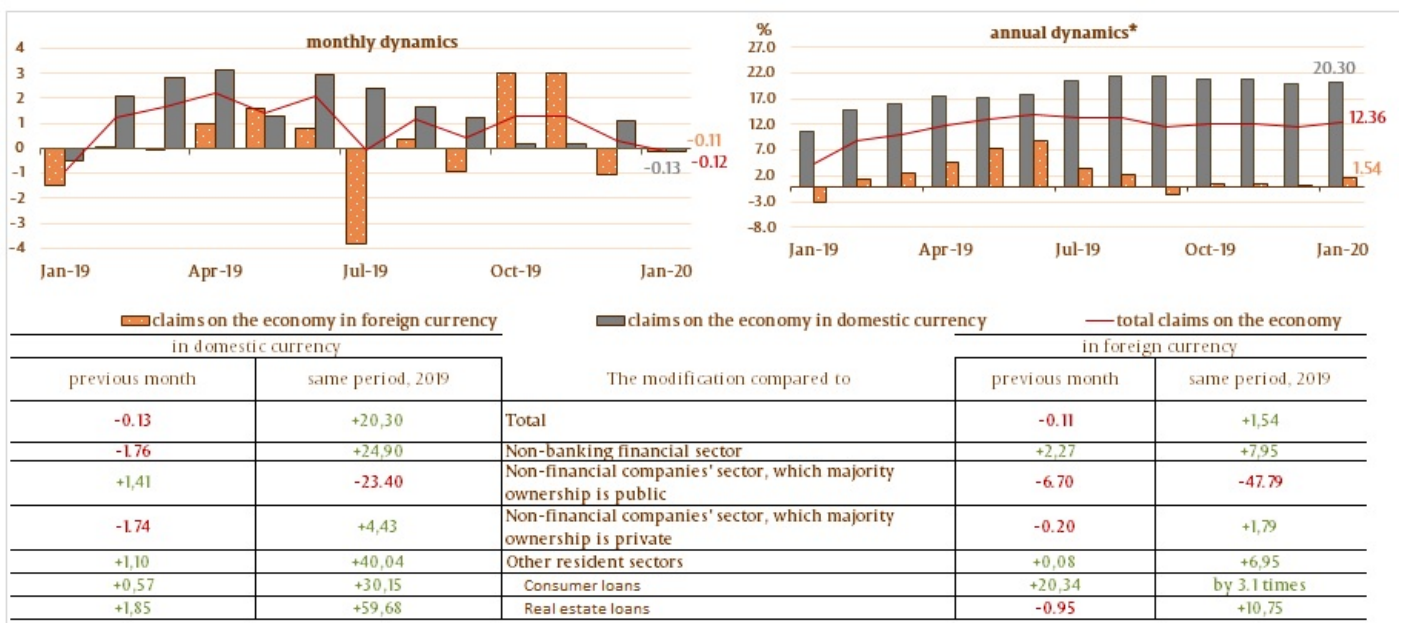 monthly dynamics
4
3
2
1
0
-1
-2
-3
-4
-0.11
-0.13
-0.12
Jan-19 Apr-19 Jul-19 Oct-19 Jan-20
annual dynamics*
%
27.0
22.0
17.0
12.0
7.0
2.0
-3.0
-8.0
20.30
12.36
1.54
Jan-19 Apr-19 Jul-19 Oct-19 Jan-20
claims on the economy in foreign currency claims on the economy in domestic currency total claims on the economy
in domestic currency in foreign currency
previous month same period, 2019 The modification compared to previous month same period, 2019
-0.13 +20,30 Total -0.11 +1,54
-1.76 +24,90 Non-banking financial sector +2,27 +7,95
+1,41 -23.40 Non-financial companies' sector, which majority
ownership is public -6.70 -47.79
-1.74 +4,43 Non-financial companies' sector, which majority
ownership is private -0.20 +1,79
+1,10 +40,04 Other resident sectors +0,08 +6,95
+0,57 +30,15 Consumer loans +20,34 by 3.1 times
+1,85 +59,68 Real estate loans -0.95 +10,75